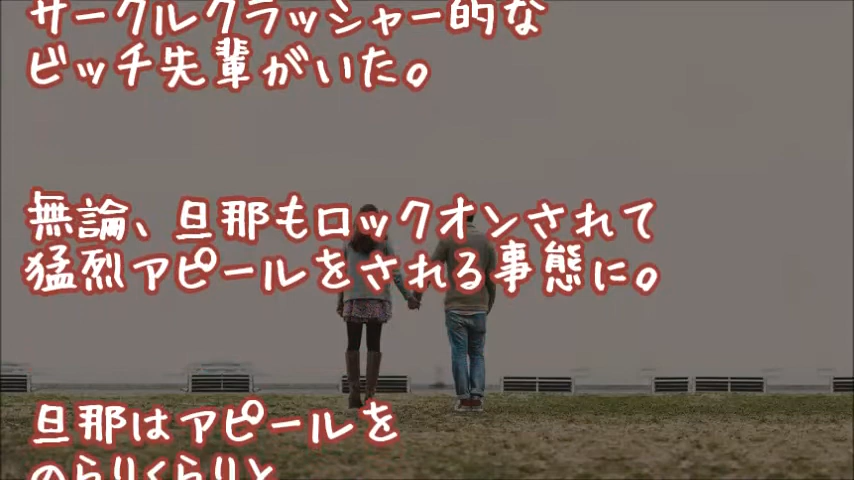 サークルクラッシャー的な
ビッチ先輩がいた。
無論、旦那もロックオンされて
猛烈アピールをされる事態に。
旦那はアピールを
のらりくらりと